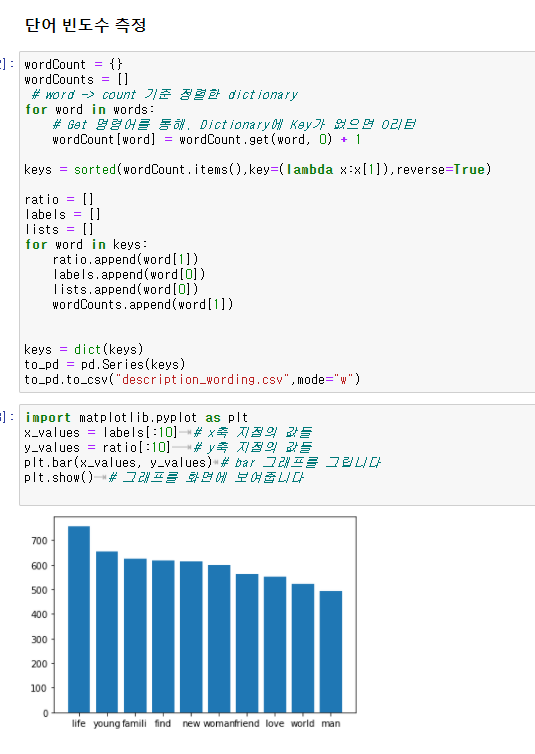 단어 빈도수 측정
]:
wordCount = {}
wordCounts = []
# word -> count 기준 정렬한 dictionary
for word in words:
# Get 명령어를 통해, Dictionary에 Key가 없으면 0리턴
wordCount[word] = wordCount.get(word, 0) + 1
keys = sorted(wordCount.items(),key=(lambda x:x[1]),reverse=True)
ratio = []
labels = []
lists = []
for word in keys:
ratio.append(word[1])
labels.append(word[0])
lists.append(word[0])
wordCounts.append(word[1])
keys = dict(keys)
to_pd = pd.Series(keys)
to_pd.to_csv("description_wording.csv",mode="w")
]:
import matplotlib.pyplot as plt
x_values = labels[:10] # x축 지점의 값들
y_values = ratio[:10] # y축 지점의 값들
plt.bar(x_values, y_values) # bar 그래프를 그립니다
plt.show() # 그래프를 화면에 보여줍니다
700
600
500
400
300
200
100
0
life young famili find new woman friend love world man